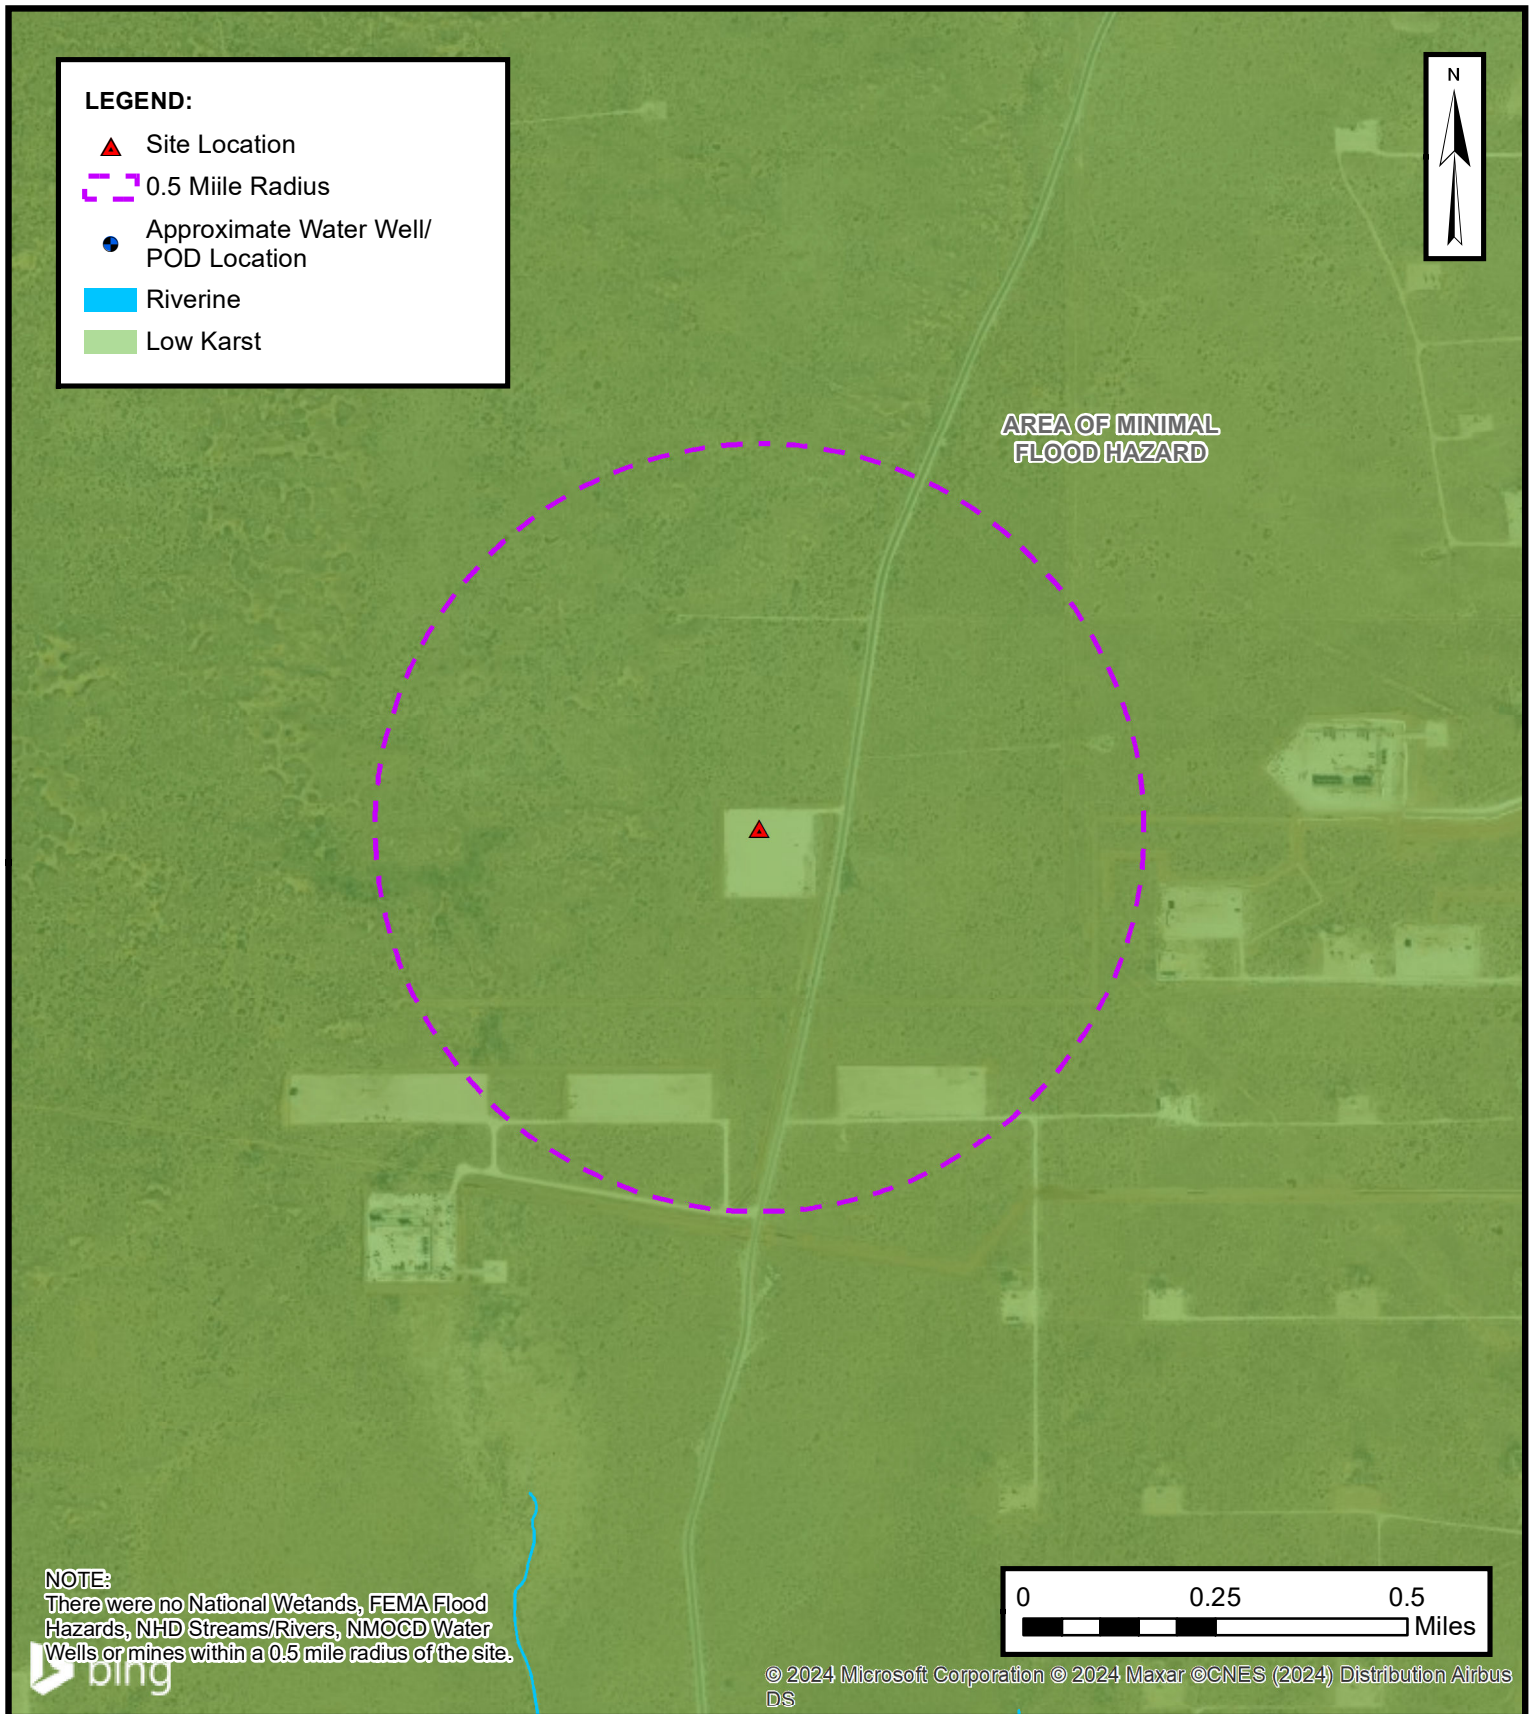 LEGEND:
Site Location
0.5 Miile Radius
Approximate Water Well/
POD Location
Riverine
Low Karst
N
AREA OF MINIMAL
FLOOD HAZARD
NOTE:
There were no National Wetands, FEMA Flood
Hazards, NHD Streams/Rivers, NMOCD Water
Wells or mines within a 0.5 mile radius of the site.
bing
0 0.25 0.5
Miles
© 2024 Microsoft Corporation © 2024 Maxar ©CNES (2024) Distribution Airbus
DS